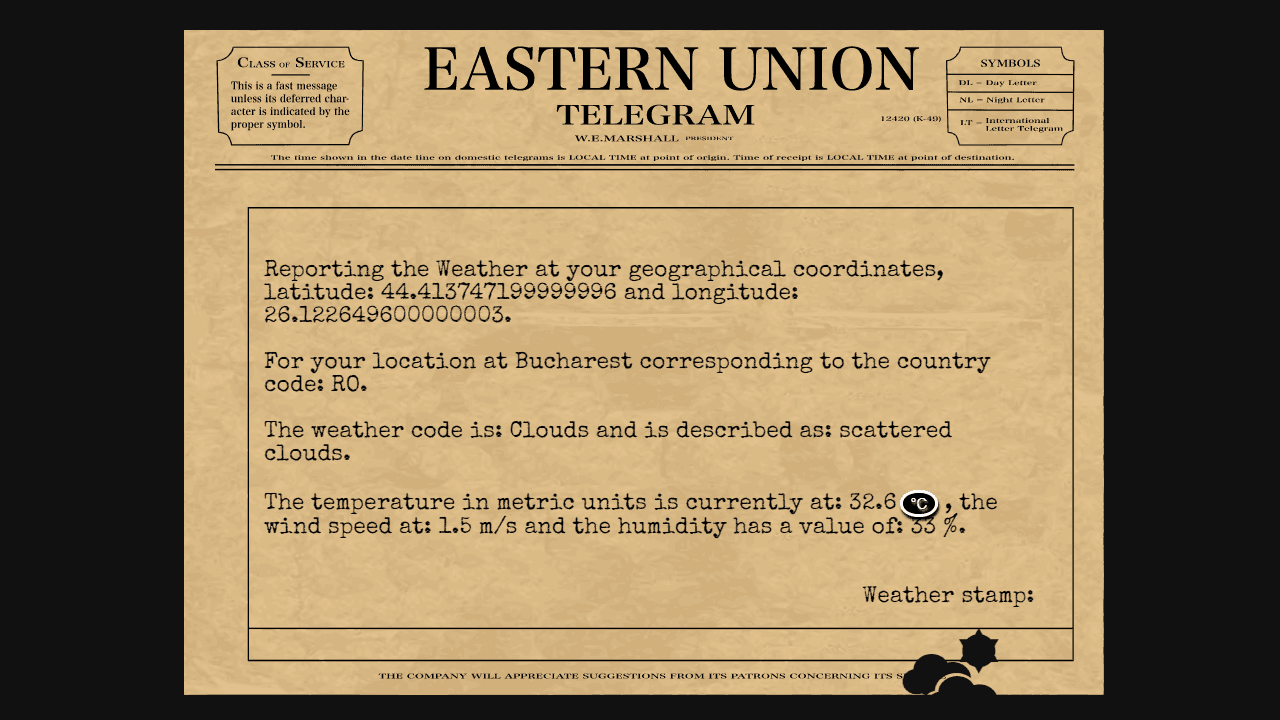 CLASS OF SERVICE
This is a fast message
unless its deferred char-
acter is indicated by the
proper symbol.
EASTERN UNION
TELEGRAM
W.E.MARSHALL PRESIDENT
12420 (K-49)
SYMBOLS
DL – Day Letter
NL – Night Letter
LT – International
Letter Telegram
The time shown in the date line on domestic telegrams is LOCAL TIME at point of origin. Time of receipt is LOCAL TIME at point of destination.
Reporting the Weather at your geographical coordinates,
latitude: 44.413747199999996 and longitude:
26.122649600000003.
For your location at Bucharest corresponding to the country
code: RO.
The weather code is: Clouds and is described as: scattered
clouds.
The temperature in metric units is currently at: 32.6 °C , the
wind speed at: 1.5 m/s and the humidity has a value of: 33 %.
Weather stamp:
THE COMPANY WILL APPRECIATE SUGGESTIONS FROM ITS PATRONS CONCERNING ITS